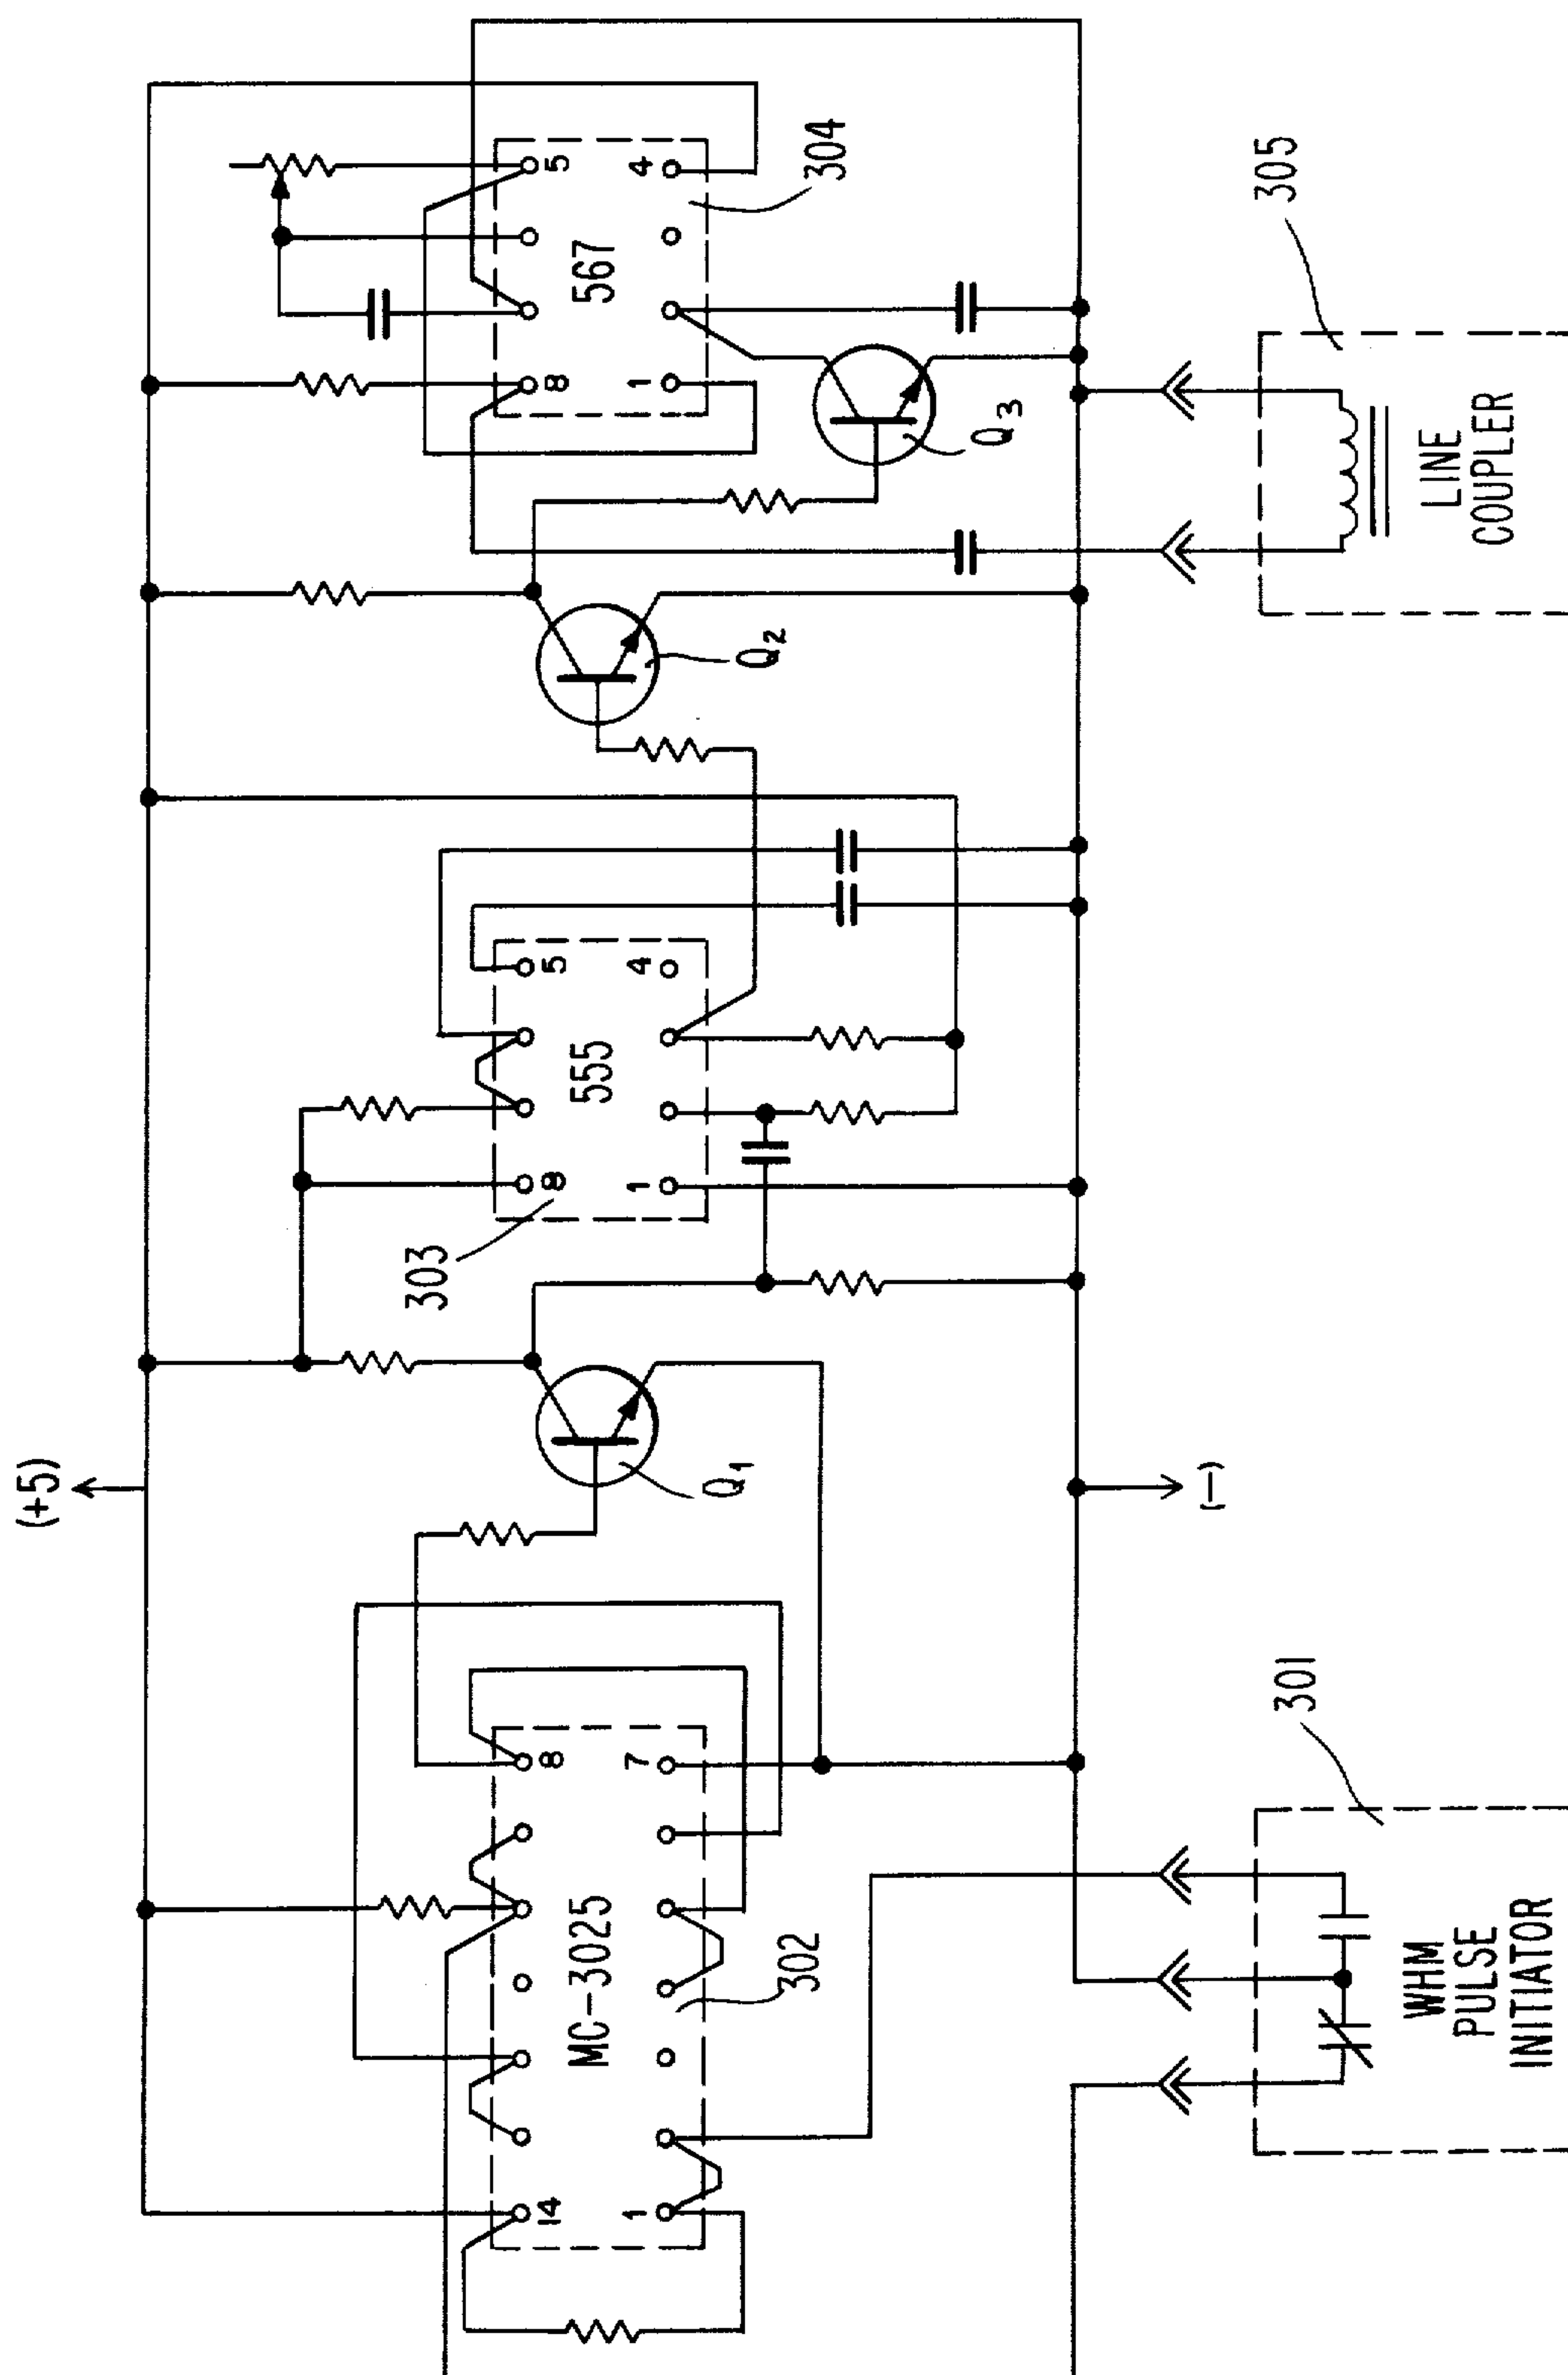 (+5)
(—)
14
8
1
7
MC-3025
302
Q1
303
8
5
1
4
555
Q2
8
5
1
4
567
304
Q3
301
WHM
PULSE
INITIATOR
305
LINE
COUPLER